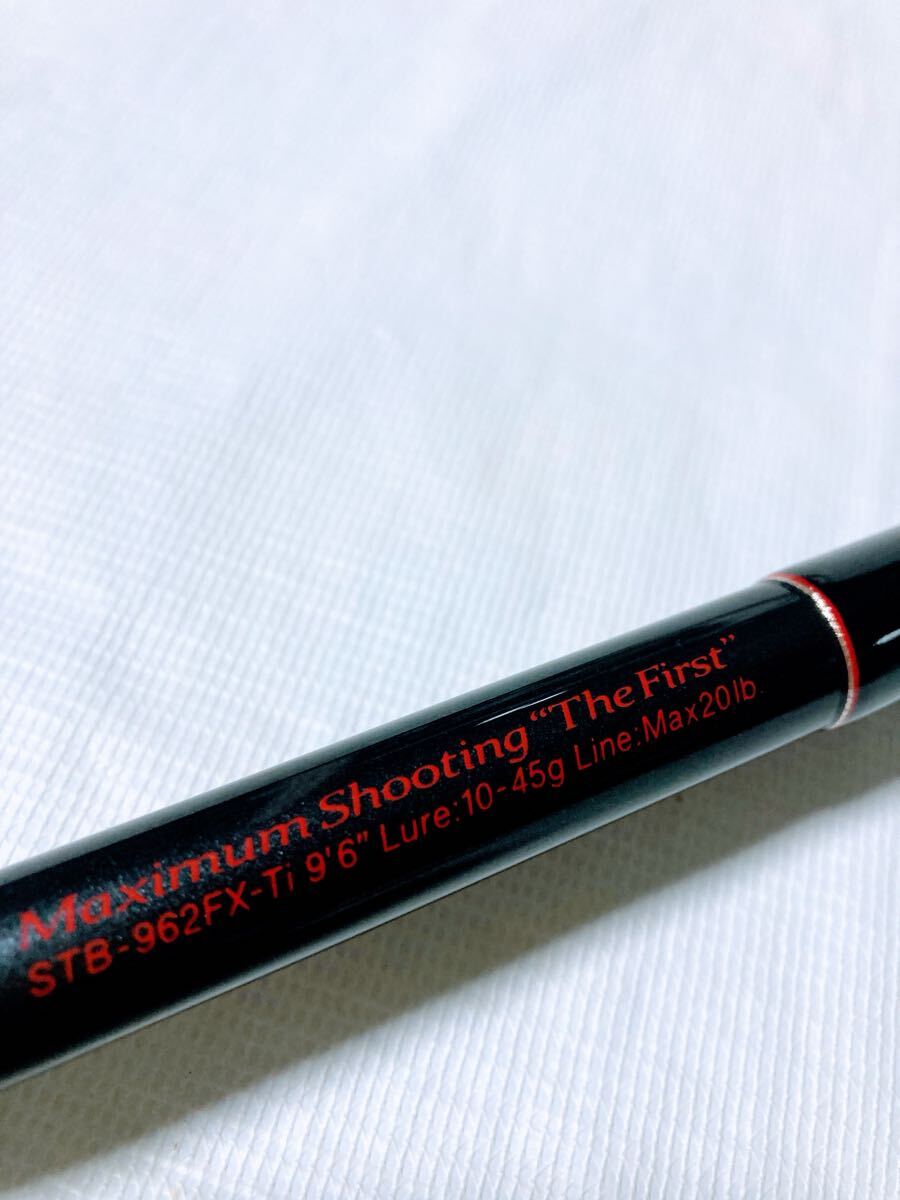 Maximum Shooting “The First”
STB-962FX-Ti 9'6" Lure:10-45g Line:Max20lb.